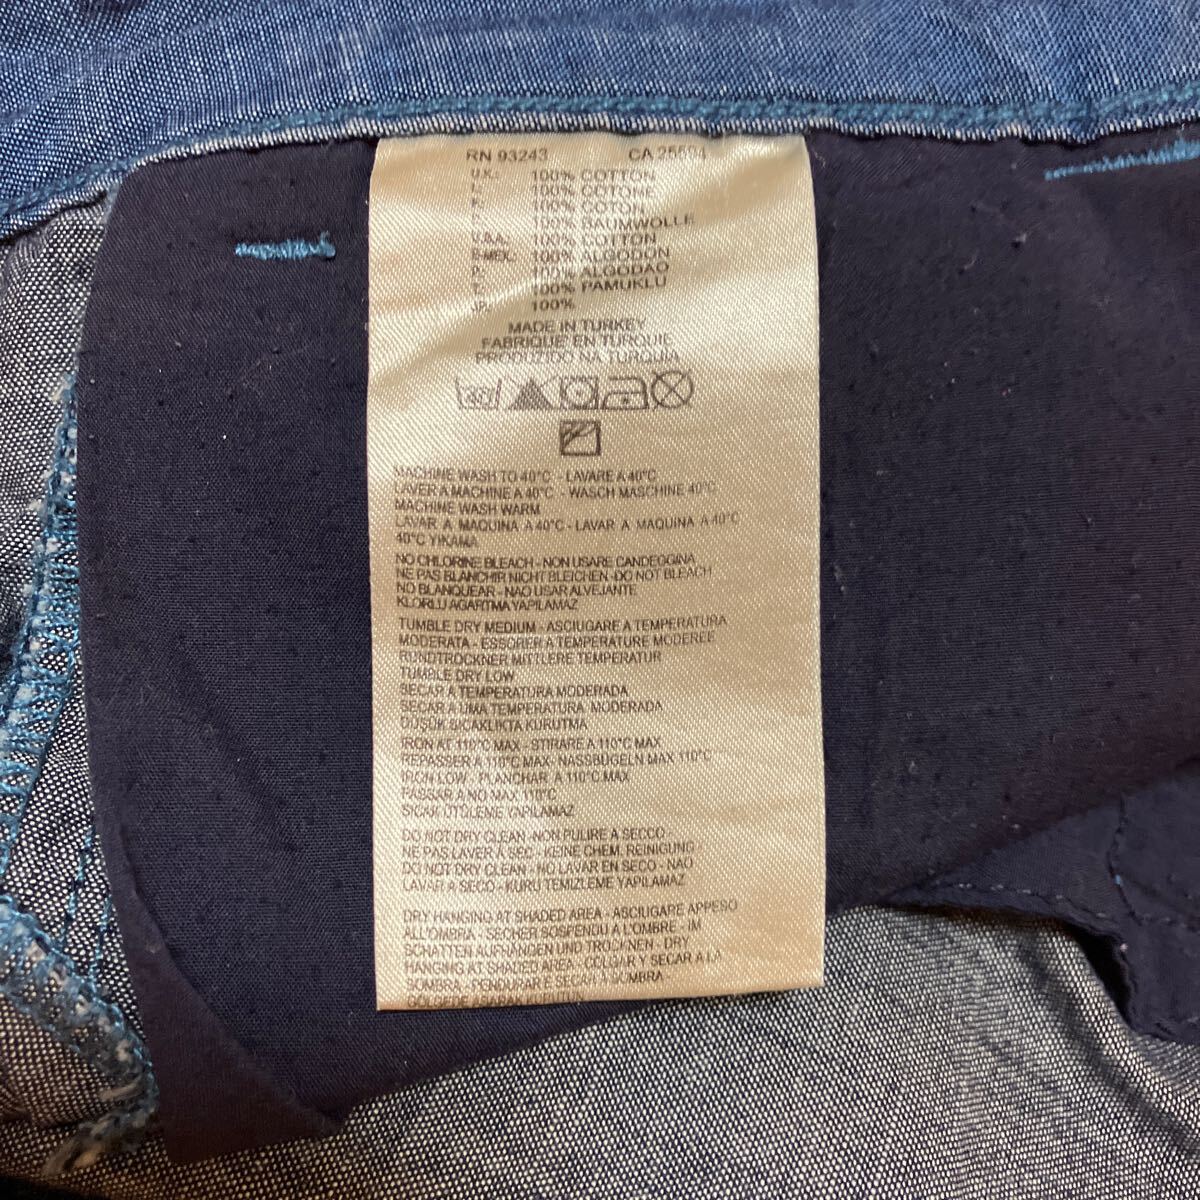 RN 93243 CA 25594
U.K.: 100% COTTON
I.: 100% COTONE
F.: 100% COTON
100% BAUMWOLLE
U.S.A.: 100% COTTON
E-MEX.: 100% ALGODON
P.: 100% ALGODAO
T.: 100% PAMUKLU
JP.: 100%
MADE IN TURKEY
FABRIQUE EN TURQUIE
PRODUZIDO NA TURQUIA
MACHINE WASH TO 40°C - LAVARE A 40°C
LAVER A MACHINE A 40°C - WASCH MASCHINE 40°C
MACHINE WASH WARM
LAVAR A MAQUINA A 40°C - LAVAR A MAQUINA A 40°C
40°C YIKAMA
NO CHLORINE BLEACH - NON USARE CANDEGGINA
NE PAS BLANCHIR NICHT BLEICHEN -DO NOT BLEACH
NO BLANQUEAR - NAO USAR ALVEJANTE
KLORLU AGARTMA YAPILAMAZ
TUMBLE DRY MEDIUM - ASCIUGARE A TEMPERATURA
MODERATA - ESSORER A TEMPERATURE MODEREE
RUNDTROCKNER MITTLERE TEMPERATUR
TUMBLE DRY LOW
SECAR A TEMPERATURA MODERADA
SECAR A UMA TEMPERATURA MODERADA
DÜŞÜK SICAKLIKTA KURUTMA
IRON AT 110°C MAX - STIRARE A 110°C MAX
REPASSER A 110°C MAX - NASSBÜGELN MAX 110°C
IRON LOW - PLANCHAR A 110°C MAX
PASSAR A NO MAX 110°C
SICAK ÜTÜLEME YAPILAMAZ
DO NOT DRY CLEAN -NON PULIRE A SECCO -
NE PAS LAVER A SEC - KEINE CHEM. REINIGUNG
DO NOT DRY CLEAN - NO LAVAR EN SECO - NAO
LAVAR A SECO - KURU TEMIZLEME YAPILAMAZ
DRY HANGING AT SHADED AREA - ASCIUGARE APPESO
ALL'OMBRA - SECHER SOSPENDU A L'OMBRE - IM
SCHATTEN AUFHÄNGEN UND TROCKNEN - DRY
HANGING AT SHADED AREA - COLGAR Y SECAR A LA
SOMBRA - PENDURAR E SECAR A SOMBRA
GÖLGEDE ASARAK